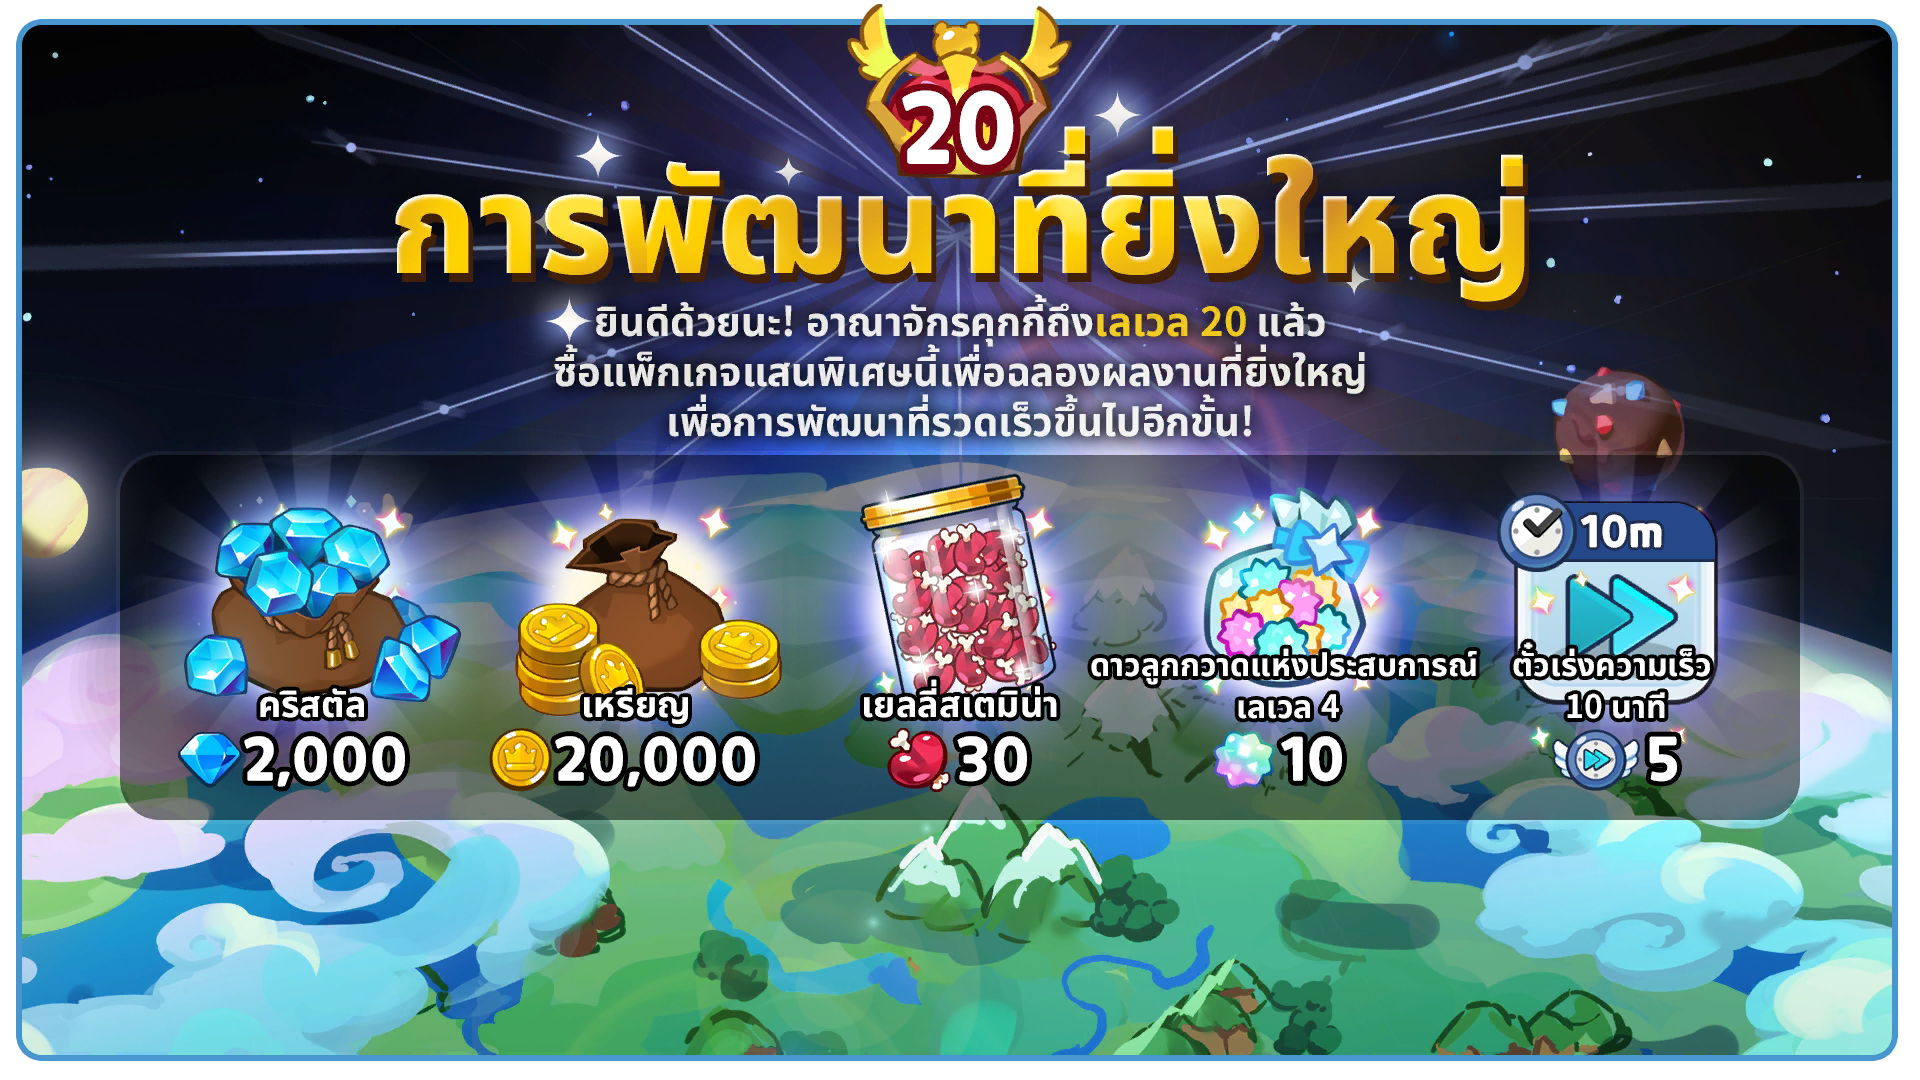 20
การพัฒนาที่ยิ่งใหญ่
ยินดีด้วยนะ! อาณาจักรคุกกี้ถึงเลเวล 20 แล้ว
ซื้อแพ็กเกจแสนพิเศษนี้เพื่อฉลองผลงานที่ยิ่งใหญ่
เพื่อการพัฒนาที่รวดเร็วขึ้นไปอีกขั้น!
คริสตัล
2,000
เหรียญ
20,000
เยลลี่สเตมิน่า
30
ดาวลูกกวาดแห่งประสบการณ์
เลเวล 4
10
10m
ตั๋วเร่งความเร็ว
10 นาที
5